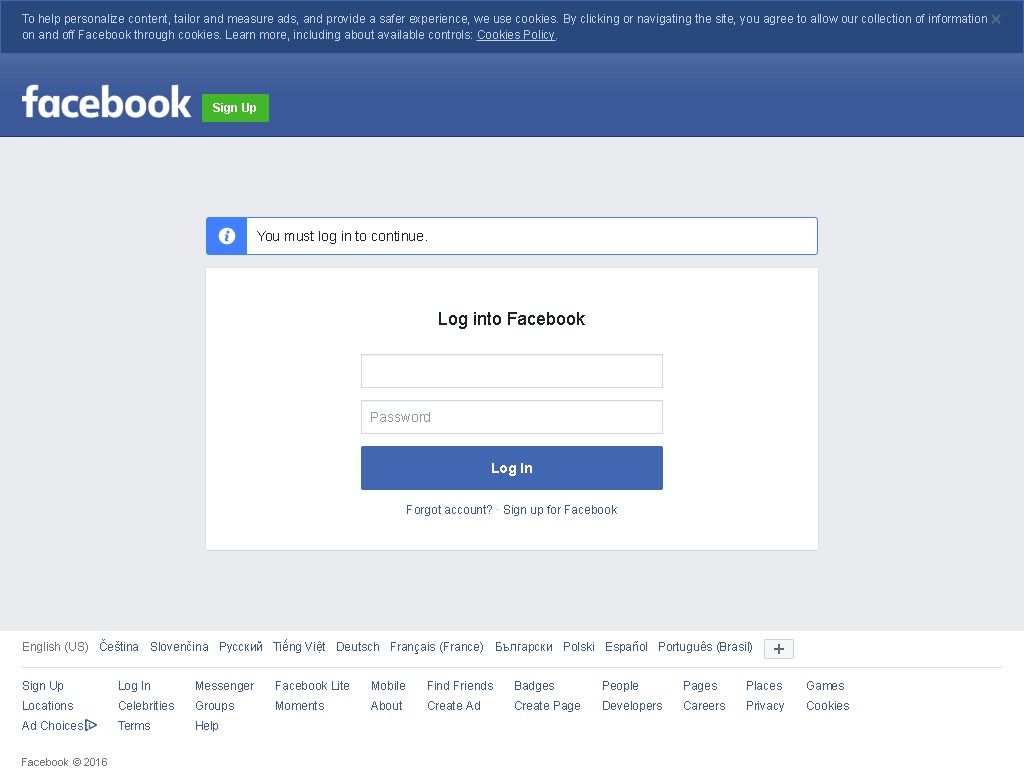 To help personalize content, tailor and measure ads, and provide a safer experience, we use cookies. By clicking or navigating the site, you agree to allow our collection of information
on and off Facebook through cookies. Learn more, including about available controls: Cookies Policy.
facebook Sign Up
You must log in to continue.
Log into Facebook
Password
Log In
Forgot account? · Sign up for Facebook
English (US) Čeština Slovenčina Русский Tiếng Việt Deutsch Français (France) Български Polski Español Português (Brasil) +
Sign Up Log In Messenger Facebook Lite Mobile Find Friends Badges People Pages Places Games
Locations Celebrities Groups Moments About Create Ad Create Page Developers Careers Privacy Cookies
Ad Choices Terms Help
Facebook © 2016